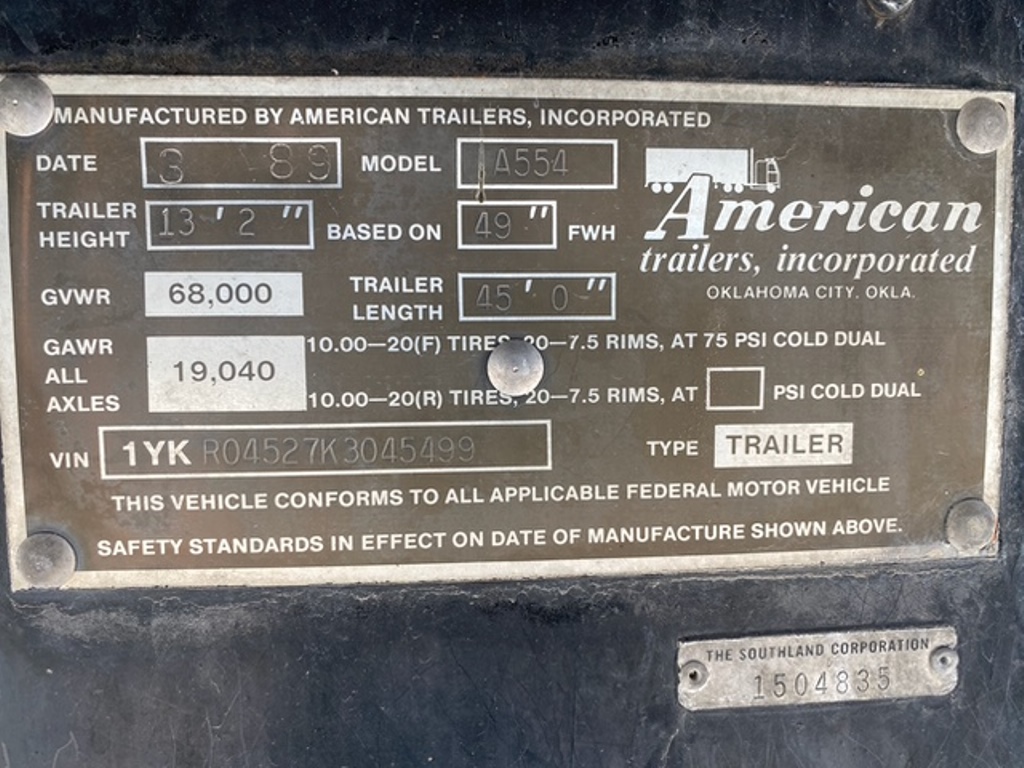 MANUFACTURED BY AMERICAN TRAILERS, INCORPORATED
DATE 3 89 MODEL A554
TRAILER HEIGHT 13 ' 2 " BASED ON 49 " FWH
American
trailers, incorporated
OKLAHOMA CITY, OKLA.
GVWR 68,000 TRAILER LENGTH 45 ' 0 "
GAWR ALL AXLES 19,040
10.00—20(F) TIRES, 20—7.5 RIMS, AT 75 PSI COLD DUAL
10.00—20(R) TIRES, 20—7.5 RIMS, AT PSI COLD DUAL
VIN 1YK R04527K3045499 TYPE TRAILER
THIS VEHICLE CONFORMS TO ALL APPLICABLE FEDERAL MOTOR VEHICLE
SAFETY STANDARDS IN EFFECT ON DATE OF MANUFACTURE SHOWN ABOVE.
THE SOUTHLAND CORPORATION
1504835